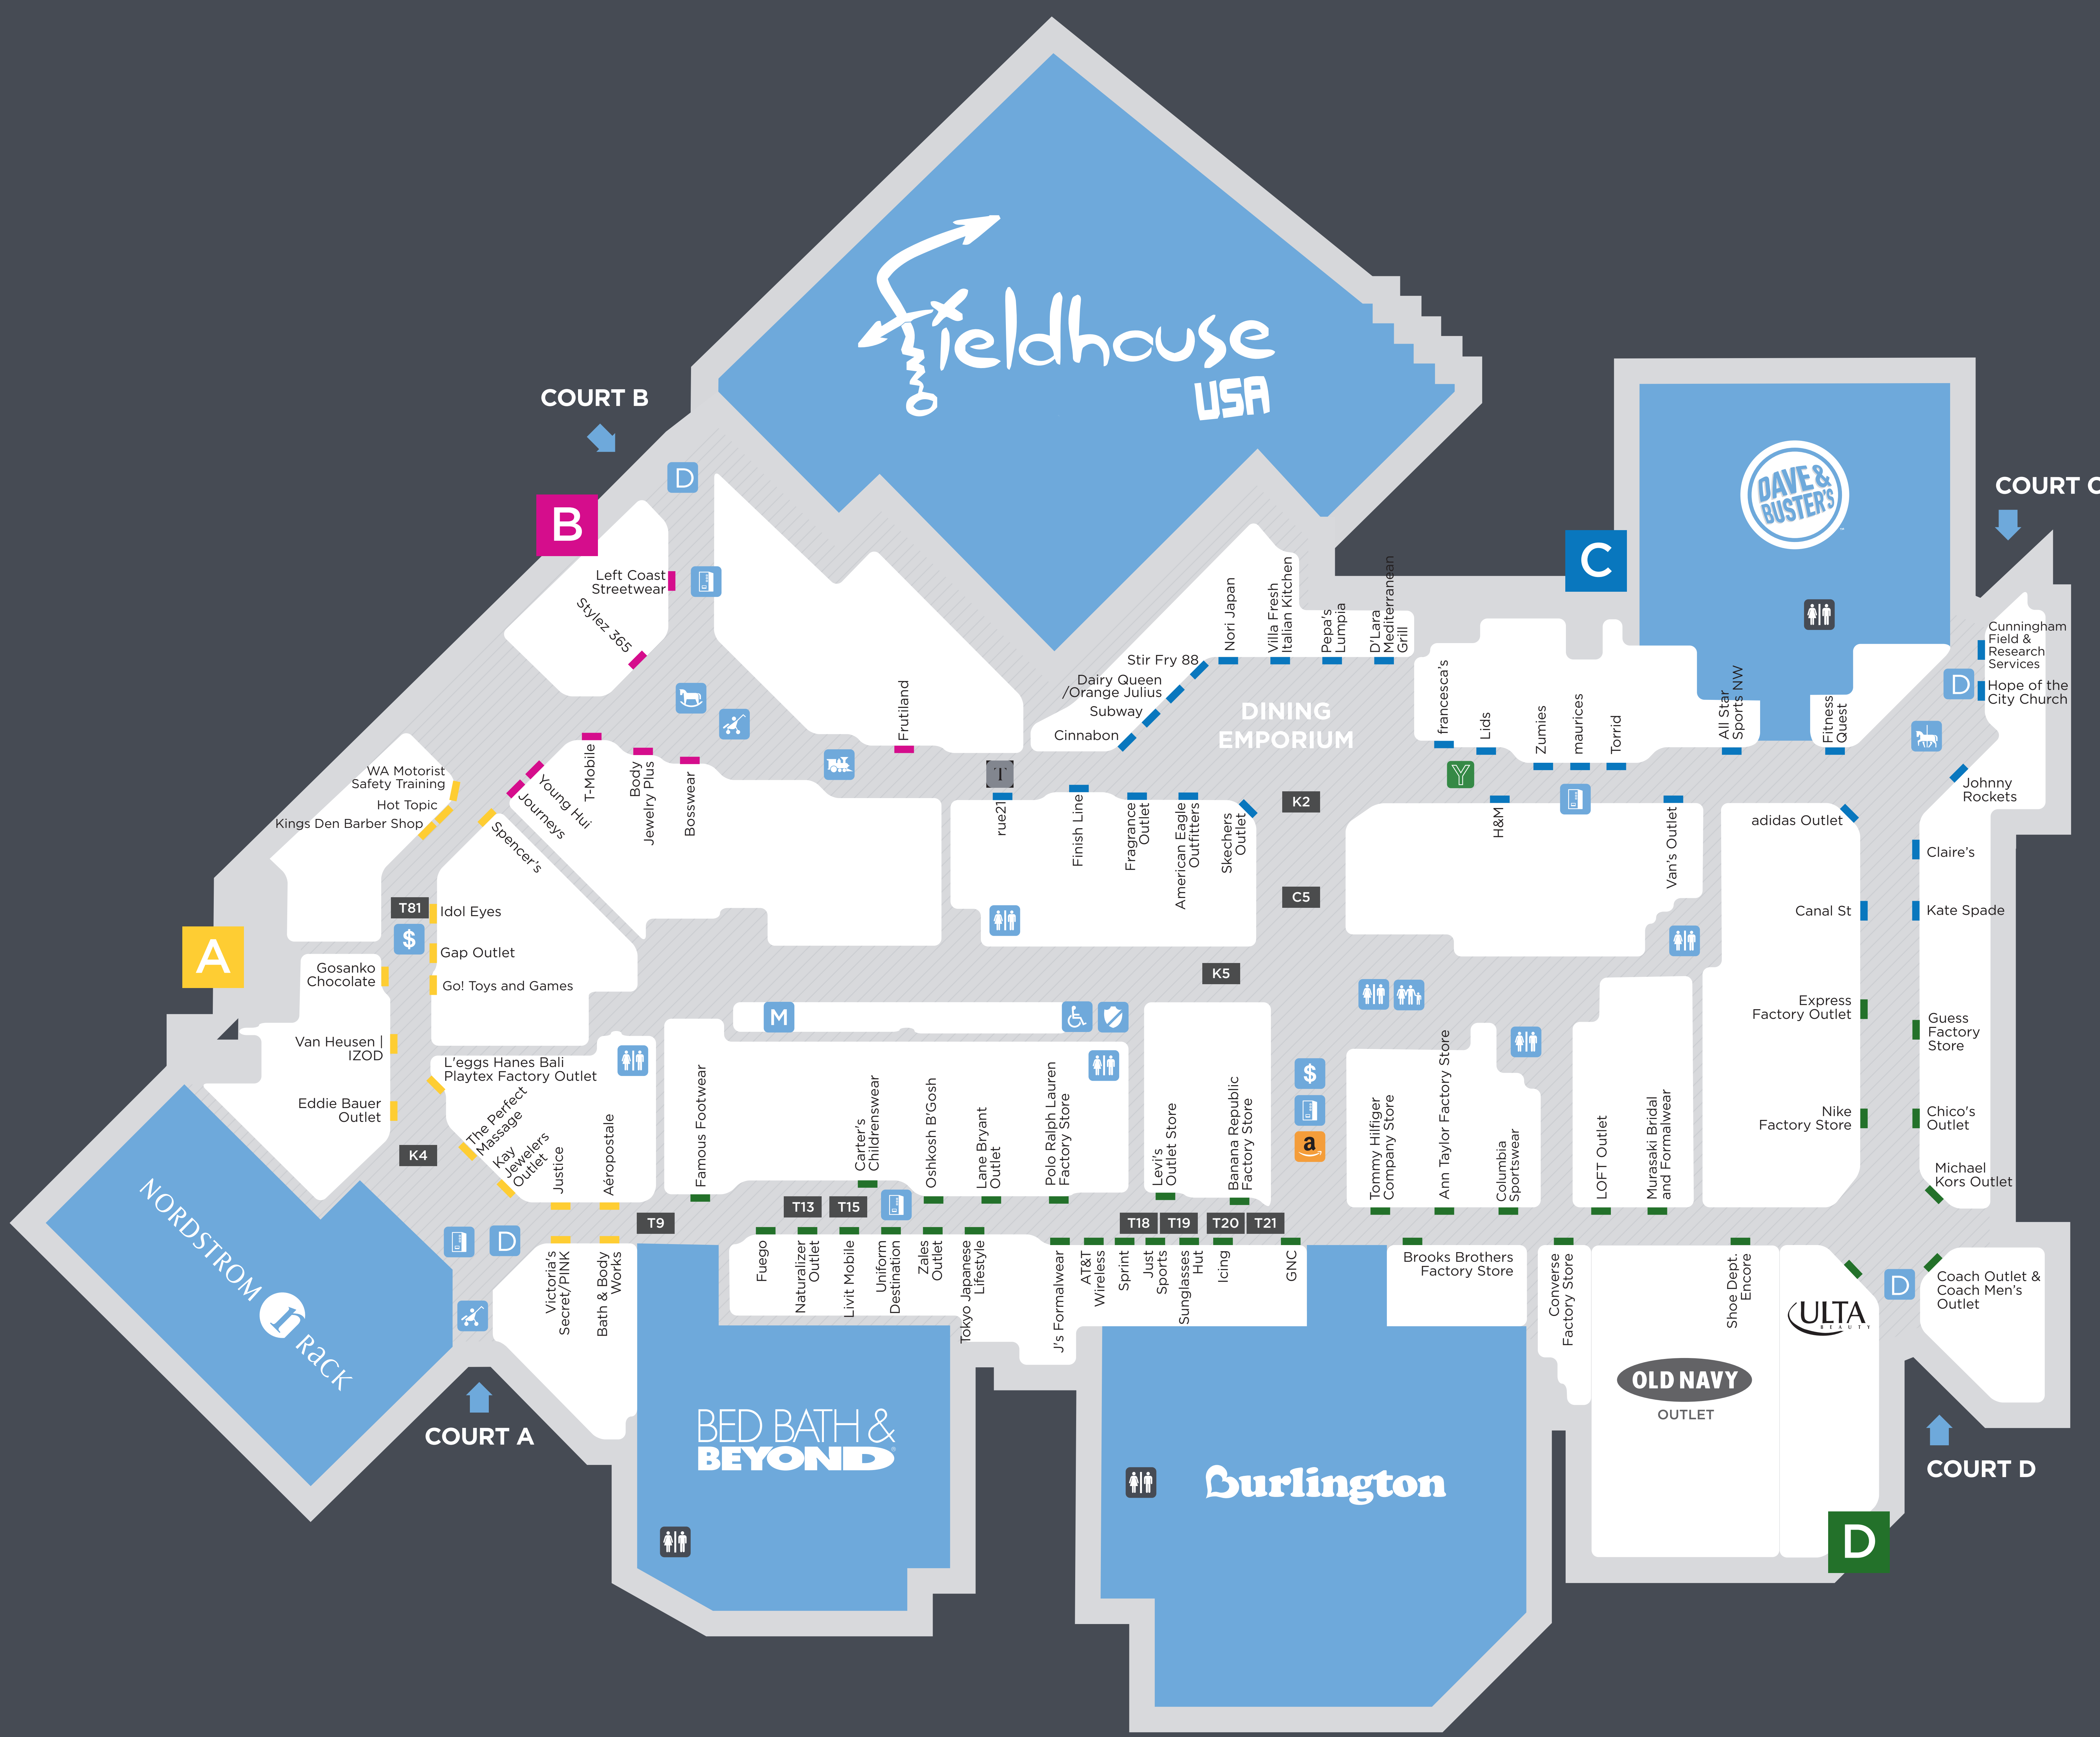 Fieldhouse
USA
COURT B
D
B
Left Coast
Streetwear
Stylez 365
DAVE &
BUSTER'S
COURT C
C
Cunningham
Field &
Research
Services
D
Hope of the
City Church
Johnny
Rockets
Nori Japan
Villa Fresh
Italian Kitchen
Pepa's
Lumpia
D'Lara
Mediterranean
Grill
Stir Fry 88
Dairy Queen
/Orange Julius
Subway
Cinnabon
DINING
EMPORIUM
francesca's
Lids
Zumies
maurices
Torrid
All Star
Sports NW
Fitness
Quest
Frutiland
T-Mobile
Body
Jewelry Plus
Bosswear
Young Hui
Journeys
Spencer's
WA Motorist
Safety Training
Hot Topic
Kings Den Barber Shop
T
rue21
Finish Line
Fragrance
Outlet
American Eagle
Outfitters
Skechers
Outlet
K2
Y
H&M
Van's Outlet
adidas Outlet
Claire's
C5
Canal St
Kate Spade
T81
$
Idol Eyes
Gap Outlet
Go! Toys and Games
A
Gosanko
Chocolate
Van Heusen |
IZOD
Eddie Bauer
Outlet
K4
K5
M
Express
Factory Outlet
Guess
Factory
Store
Nike
Factory Store
Chico's
Outlet
Michael
Kors Outlet
L'eggs Hanes Bali
Playtex Factory Outlet
The Perfect
Massage
Kay
Jewelers
Outlet
Justice
Aéropostale
Famous Footwear
Carter's
Childrenswear
Oshkosh B'Gosh
Lane Bryant
Outlet
Polo Ralph Lauren
Factory Store
Levi's
Outlet Store
Banana Republic
Factory Store
$
a
Tommy Hilfiger
Company Store
Ann Taylor Factory Store
Columbia
Sportswear
LOFT Outlet
Murasaki Bridal
and Formalwear
NORDSTROM
r
RACK
D
T9
T13
T15
T18
T19
T20
T21
Victoria's
Secret/PINK
Bath & Body
Works
Fuego
Naturalizer
Outlet
Livit Mobile
Uniform
Destination
Zales
Outlet
Tokyo Japanese
Lifestyle
J's Formalwear
AT&T
Wireless
Sprint
Just
Sports
Sunglasses
Hut
Icing
GNC
Brooks Brothers
Factory Store
Converse
Factory Store
Shoe Dept.
Encore
ULTA
BEAUTY
D
Coach Outlet &
Coach Men's
Outlet
OLD NAVY
OUTLET
COURT A
BED BATH &
BEYOND
Burlington
COURT D
D